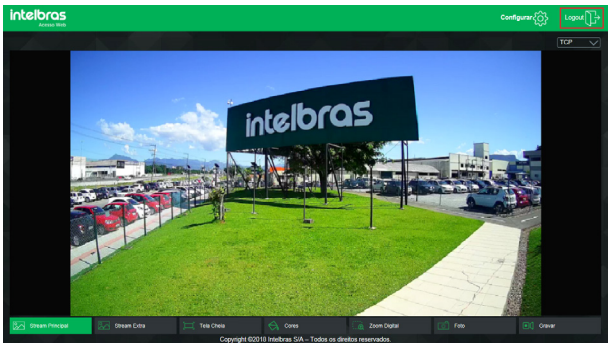 intelbras
Acesso Web
Configurar
Logout
TCP
intelbras
Stream Principal
Stream Extra
Tela Cheia
Cores
Zoom Digital
Foto
Gravar
Copyright ©2018 Intelbras S/A – Todos os direitos reservados.